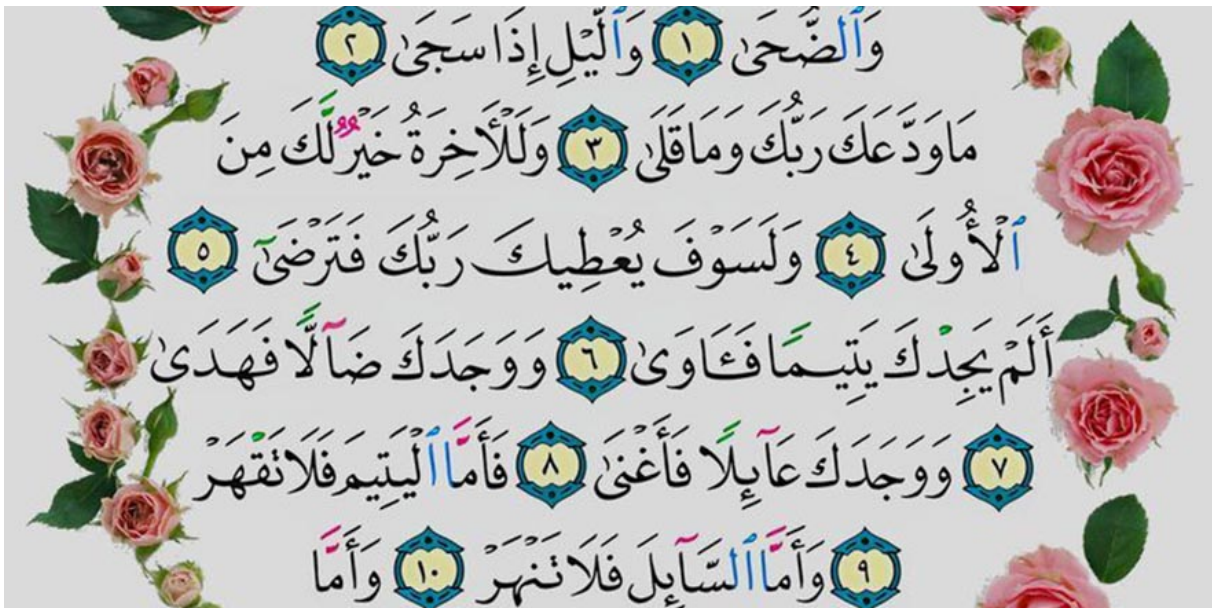 وَٱلضُّحَىٰ ١ وَٱلَّيْلِ إِذَا سَجَىٰ ٢
مَا وَدَّعَكَ رَبُّكَ وَمَا قَلَىٰ ٣ وَلَلْأَخِرَةُ خَيْرٌ لَّكَ مِنَ
ٱلْأُولَىٰ ٤ وَلَسَوْفَ يُعْطِيكَ رَبُّكَ فَتَرْضَىٰٓ ٥
أَلَمْ يَجِدْكَ يَتِيمًا فَـَٔاوَىٰ ٦ وَوَجَدَكَ ضَآلًّا فَهَدَىٰ
٧ وَوَجَدَكَ عَآئِلًا فَأَغْنَىٰ ٨ فَأَمَّا ٱلْيَتِيمَ فَلَا تَقْهَرْ
٩ وَأَمَّا ٱلسَّآئِلَ فَلَا تَنْهَرْ ١٠ وَأَمَّا